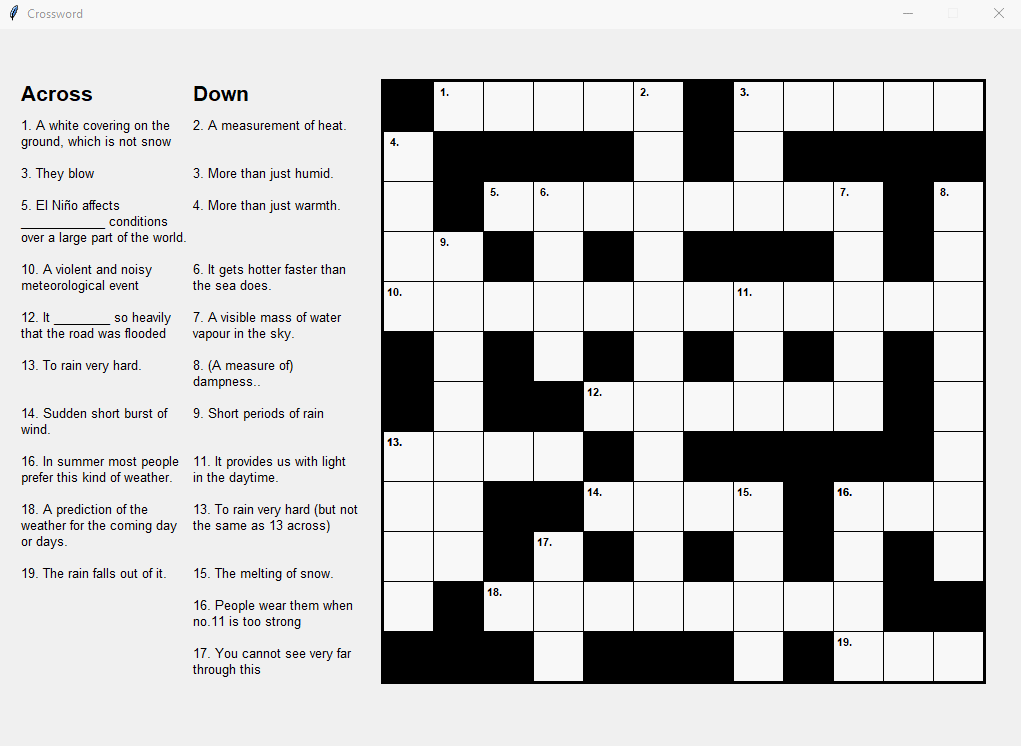 Crossword
Across
1. A white covering on the
ground, which is not snow
3. They blow
5. El Niño affects
____________ conditions
over a large part of the world.
10. A violent and noisy
meteorological event
12. It ________ so heavily
that the road was flooded
13. To rain very hard.
14. Sudden short burst of
wind.
16. In summer most people
prefer this kind of weather.
18. A prediction of the
weather for the coming day
or days.
19. The rain falls out of it.
Down
2. A measurement of heat.
3. More than just humid.
4. More than just warmth.
6. It gets hotter faster than
the sea does.
7. A visible mass of water
vapour in the sky.
8. (A measure of)
dampness..
9. Short periods of rain
11. It provides us with light
in the daytime.
13. To rain very hard (but not
the same as 13 across)
15. The melting of snow.
16. People wear them when
no.11 is too strong
17. You cannot see very far
through this
1. 2. 3.
4.
5. 6. 7. 8.
9.
10. 11.
12.
13.
14. 15. 16.
17.
18.
19.